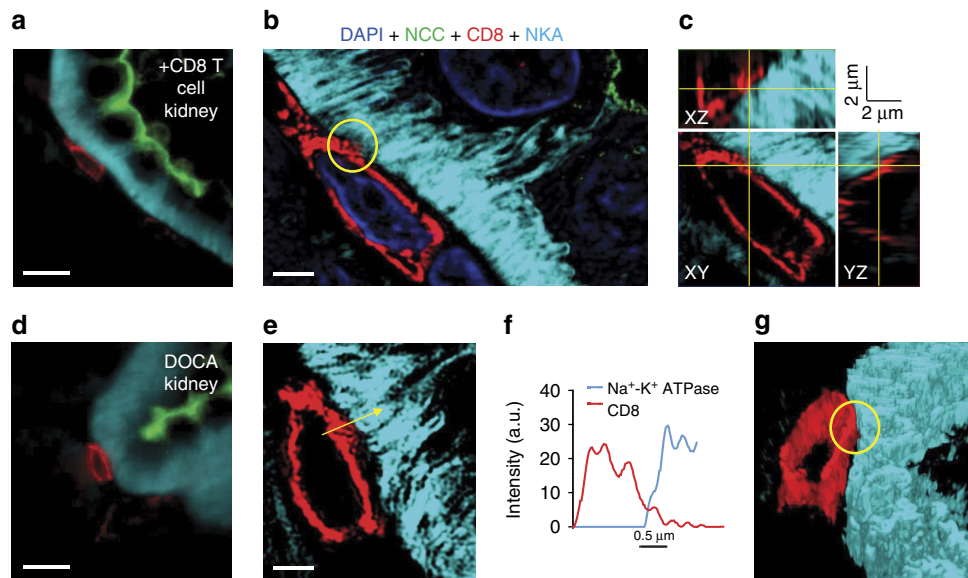 a
+CD8 T
cell
kidney
b
DAPI + NCC + CD8 + NKA
c
XZ
2 μm
2 μm
XY
YZ
d
DOCA
kidney
e
f
Na⁺-K⁺ ATPase
CD8
Intensity (a.u.)
40
30
20
10
0
0.5 μm
g